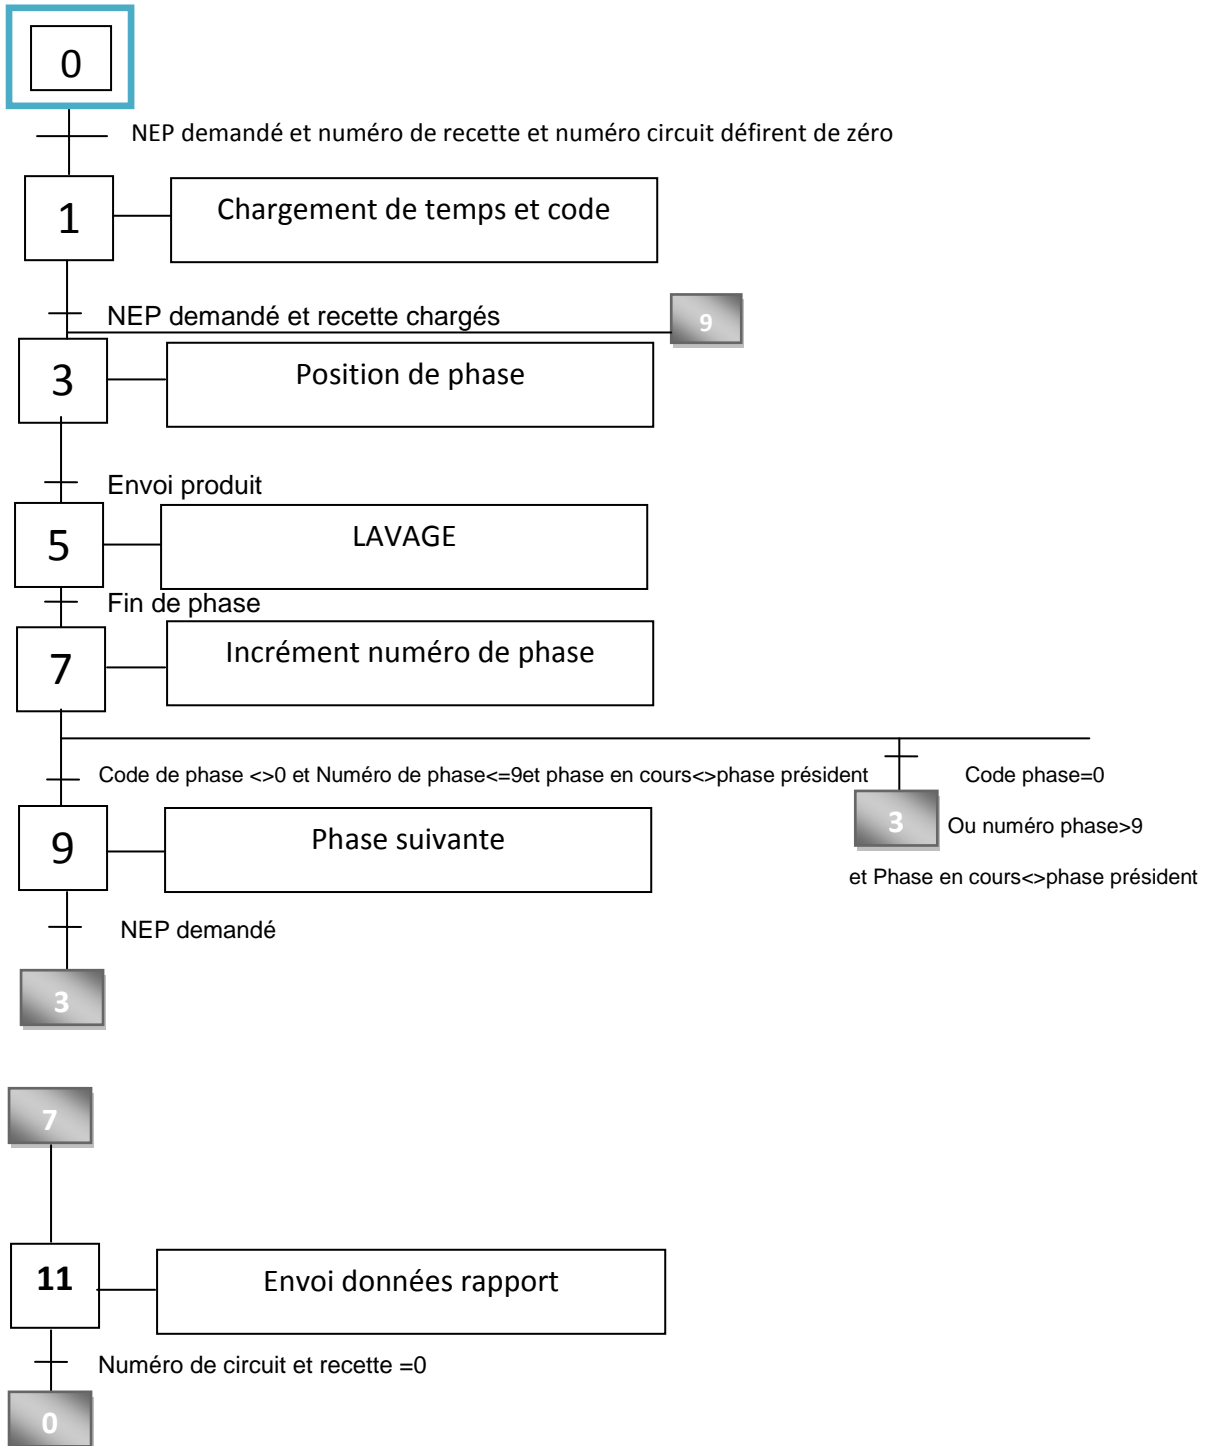 0
NEP demandé et numéro de recette et numéro circuit défirent de zéro
1
Chargement de temps et code
NEP demandé et recette chargés
9
3
Position de phase
Envoi produit
5
LAVAGE
Fin de phase
7
Incrément numéro de phase
Code de phase <>0 et Numéro de phase<=9et phase en cours<>phase président
Code phase=0
3
Ou numéro phase>9
et Phase en cours<>phase président
9
Phase suivante
NEP demandé
3
7
11
Envoi données rapport
Numéro de circuit et recette =0
0